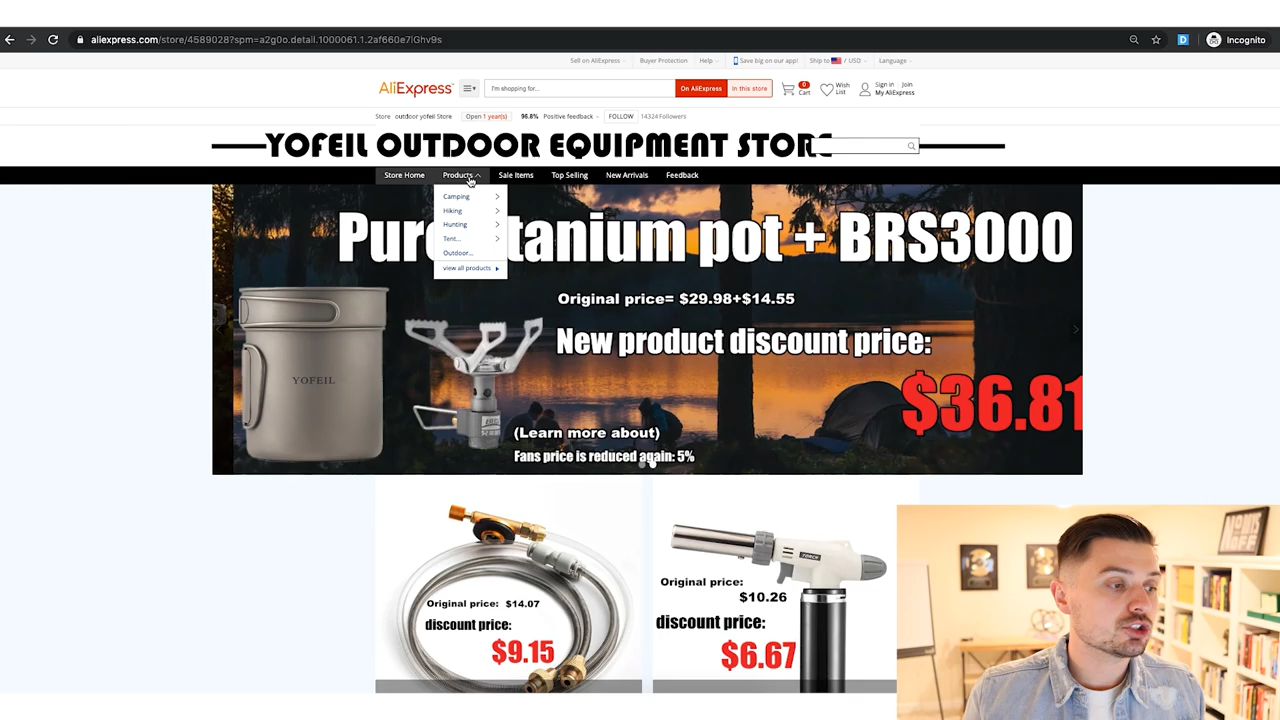 aliexpress.com/store/4589028?spm=a2g0o.detail.1000061.1.2af660e7lGhv9s
Incognito
Sell on AliExpress
Buyer Protection
Help
Save big on our app!
Ship to / USD
Language
AliExpress
I'm shopping for...
On AliExpress
In this store
0
Cart
Wish List
Sign in Join
My AliExpress
Store outdoor yofeil Store
Open 1 year(s)
96.8% Positive feedback
FOLLOW
14324 Followers
YOFEIL OUTDOOR EQUIPMENT STORE
Store Home
Products
Sale Items
Top Selling
New Arrivals
Feedback
Camping
Hiking
Hunting
Tent...
Outdoor...
view all products
Pure tanium pot + BRS3000
Original price= $29.98+$14.55
New product discount price:
$36.81
YOFEIL
(Learn more about)
Fans price is reduced again: 5%
Original price: $14.07
discount price:
$9.15
Original price:
$10.26
discount price:
$6.67
TORCH